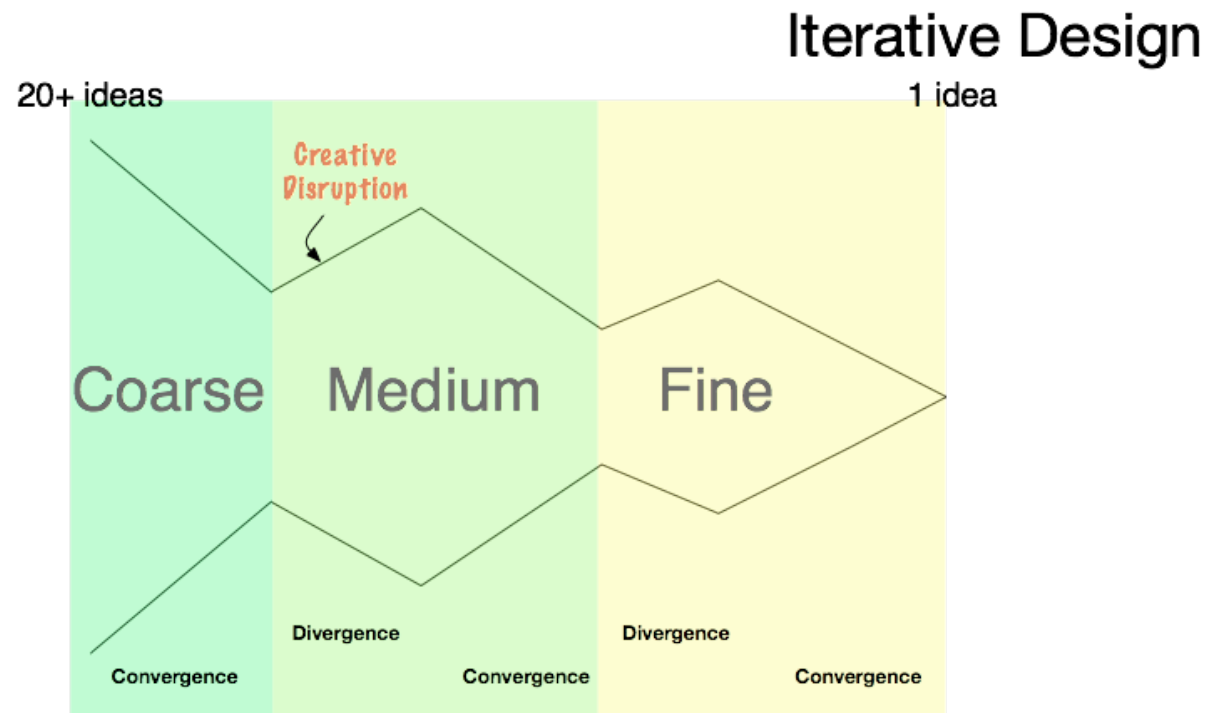 Iterative Design
20+ ideas
1 idea
Creative
Disruption
Coarse
Medium
Fine
Divergence
Divergence
Convergence
Convergence
Convergence